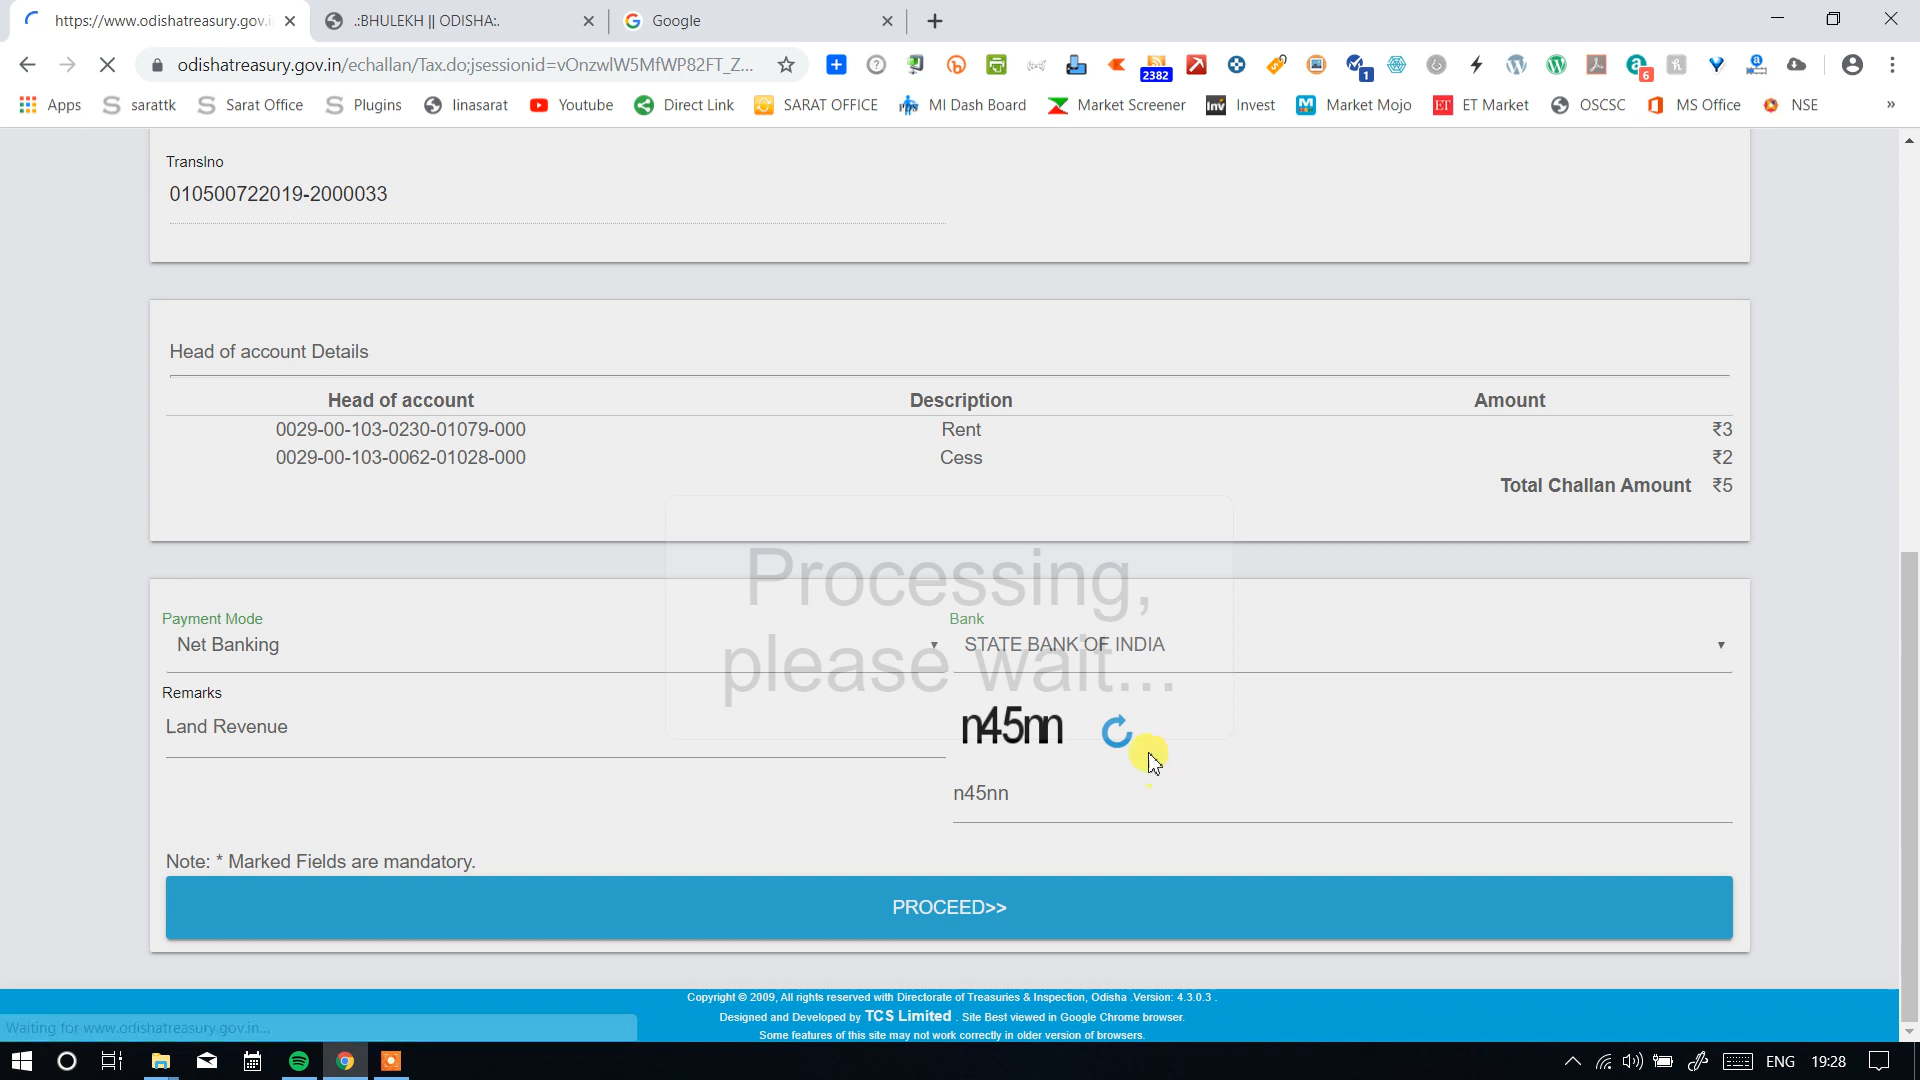 https://www.odishatreasury.gov.i
.:BHULEKH || ODISHA:.
Google
odishatreasury.gov.in/echallan/Tax.do;jsessionid=vOnzwlW5MfWP82FT_Z...
2382
1
6
Apps
sarattk
Sarat Office
Plugins
linasarat
Youtube
Direct Link
SARAT OFFICE
MI Dash Board
Market Screener
Invest
Market Mojo
ET Market
OSCSC
MS Office
NSE
»
TransIno
010500722019-2000033
Head of account Details
Head of account Description Amount
0029-00-103-0230-01079-000 Rent ₹3
0029-00-103-0062-01028-000 Cess ₹2
Total Challan Amount ₹5
Processing,
please wait...
Payment Mode
Net Banking
Bank
STATE BANK OF INDIA
Remarks
Land Revenue
n45nn
n45nn
Note: * Marked Fields are mandatory.
PROCEED>>
Copyright © 2009, All rights reserved with Directorate of Treasuries & Inspection, Odisha .Version: 4.3.0.3 .
Designed and Developed by TCS Limited . Site Best viewed in Google Chrome browser.
Some features of this site may not work correctly in older version of browsers.
Waiting for www.odishatreasury.gov.in...
ENG
19:28